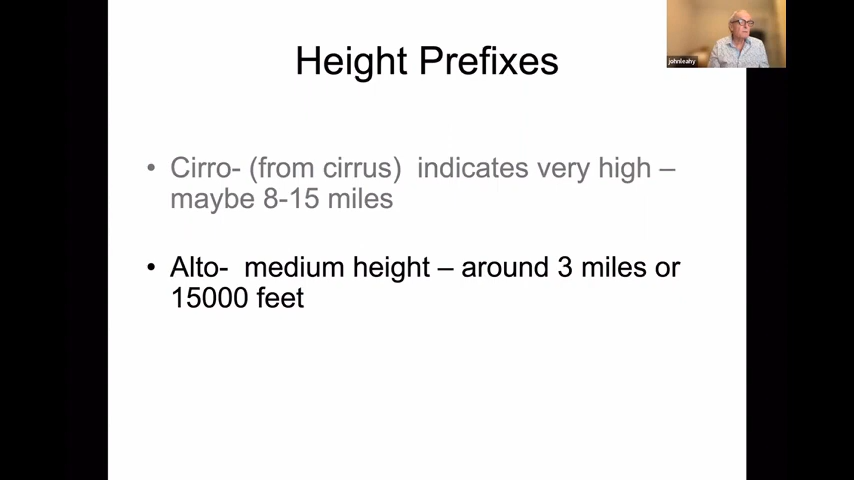 Height Prefixes
johnleahy
• Cirro- (from cirrus)  indicates very high –
maybe 8-15 miles
• Alto-  medium height – around 3 miles or
15000 feet